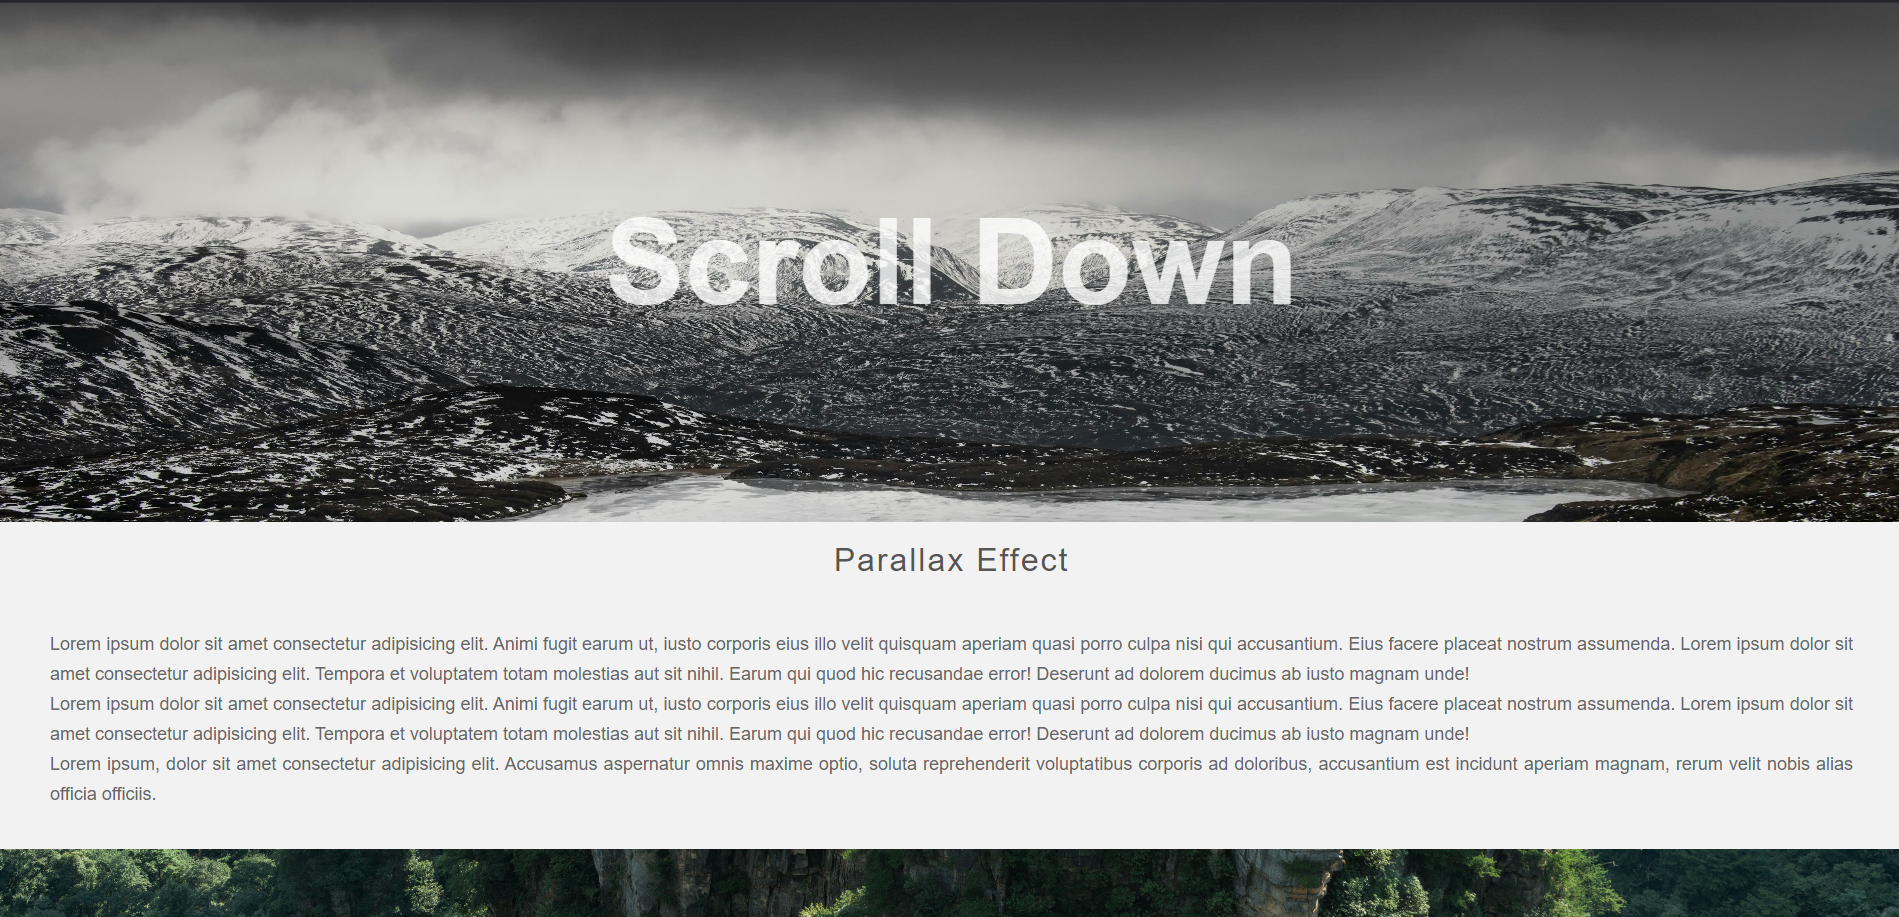 Scroll Down
Parallax Effect
Lorem ipsum dolor sit amet consectetur adipisicing elit. Animi fugit earum ut, iusto corporis eius illo velit quisquam aperiam quasi porro culpa nisi qui accusantium. Eius facere placeat nostrum assumenda. Lorem ipsum dolor sit
amet consectetur adipisicing elit. Tempora et voluptatem totam molestias aut sit nihil. Earum qui quod hic recusandae error! Deserunt ad dolorem ducimus ab iusto magnam unde!
Lorem ipsum dolor sit amet consectetur adipisicing elit. Animi fugit earum ut, iusto corporis eius illo velit quisquam aperiam quasi porro culpa nisi qui accusantium. Eius facere placeat nostrum assumenda. Lorem ipsum dolor sit
amet consectetur adipisicing elit. Tempora et voluptatem totam molestias aut sit nihil. Earum qui quod hic recusandae error! Deserunt ad dolorem ducimus ab iusto magnam unde!
Lorem ipsum, dolor sit amet consectetur adipisicing elit. Accusamus aspernatur omnis maxime optio, soluta reprehenderit voluptatibus corporis ad doloribus, accusantium est incidunt aperiam magnam, rerum velit nobis alias
officia officiis.